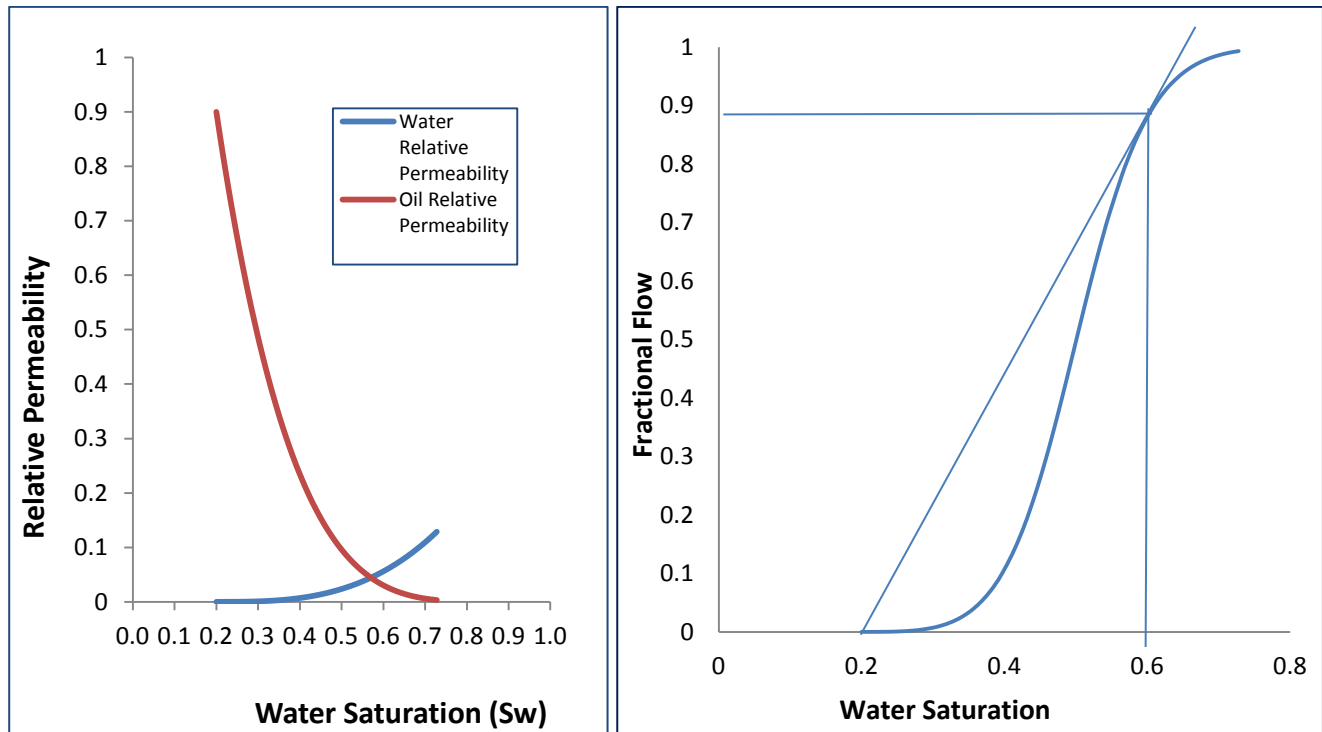 1
0.9
0.8
0.7
0.6
0.5
0.4
0.3
0.2
0.1
0
Relative Permeability
Water
Relative
Permeability
Oil Relative
Permeability
0.0 0.1 0.2 0.3 0.4 0.5 0.6 0.7 0.8 0.9 1.0
Water Saturation (Sw)
1
0.9
0.8
0.7
0.6
0.5
0.4
0.3
0.2
0.1
0
Fractional Flow
0 0.2 0.4 0.6 0.8
Water Saturation